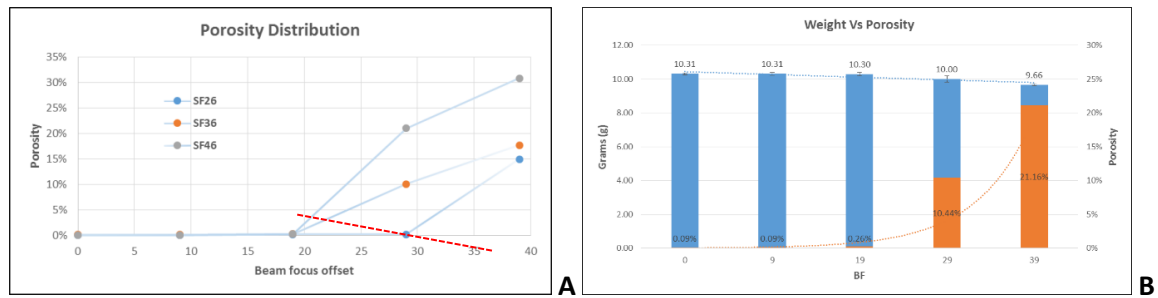 Porosity Distribution
35%
30%
25%
20%
15%
10%
5%
0%
Porosity
SF26
SF36
SF46
0 5 10 15 20 25 30 35 40
Beam focus offset
A
Weight Vs Porosity
12.00
10.00
8.00
6.00
4.00
2.00
0.00
Grams (g)
10.31 10.31 10.30 10.00 9.66
0.09% 0.09% 0.26% 10.44% 21.16%
30%
25%
20%
15%
10%
5%
0%
Porosity
0 9 19 29 39
BF
B